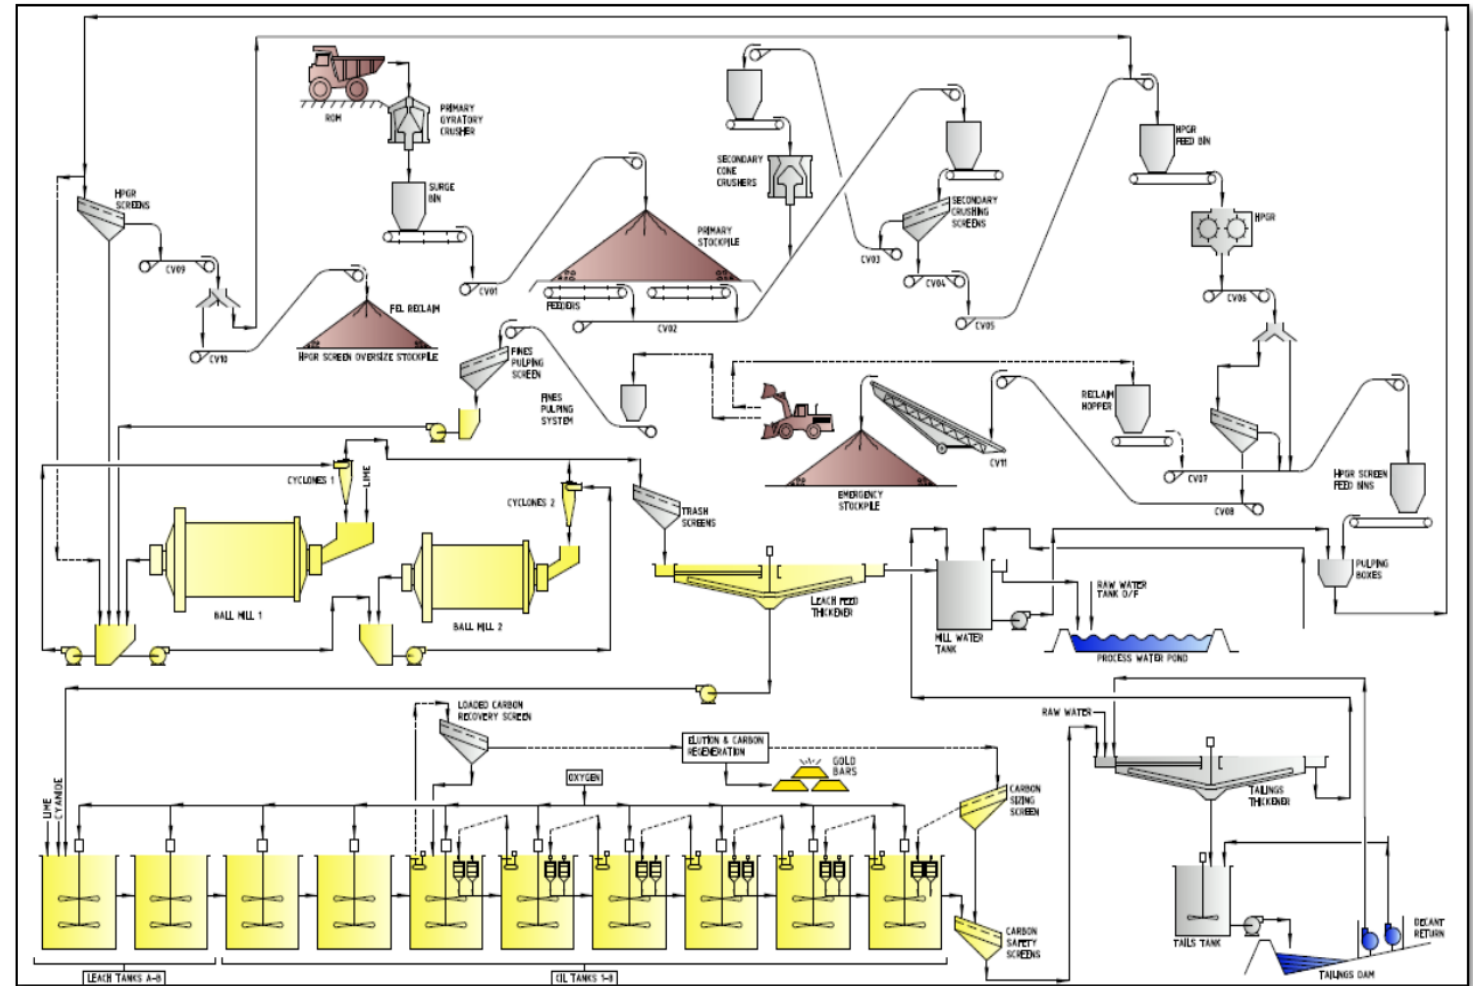 ROM
PRIMARY
GYRATORY
CRUSHER
SURGE
BIN
CV01
PRIMARY
STOCKPILE
FEEDERS
CV02
SECONDARY
CONE
CRUSHERS
CV03
SECONDARY
CRUSHING
SCREENS
CV04
CV05
HPGR
FEED BIN
HPGR
CV06
HPGR
SCREENS
CV09
CV10
FEL RECLAIM
HPGR SCREEN OVERSIZE STOCKPILE
FINES
PULPING
SCREEN
FINES
PULPING
SYSTEM
EMERGENCY
STOCKPILE
CV11
RECLAIM
HOPPER
CV07
CV08
HPGR SCREEN
FEED BINS
PULPING
BOXES
CYCLONES 1
LIME
CYCLONES 2
BALL MILL 1
BALL MILL 2
TRASH
SCREENS
LEACH FEED
THICKENER
MILL WATER
TANK
RAW WATER
TANK O/F
PROCESS WATER POND
LOADED CARBON
RECOVERY SCREEN
ELUTION & CARBON
REGENERATION
GOLD
BARS
OXYGEN
LIME
CYANIDE
CARBON
SIZING
SCREEN
CARBON
SAFETY
SCREENS
RAW WATER
TAILINGS
THICKENER
TAILS TANK
DECANT
RETURN
TAILINGS DAM
LEACH TANKS A-B
CIL TANKS 1-8